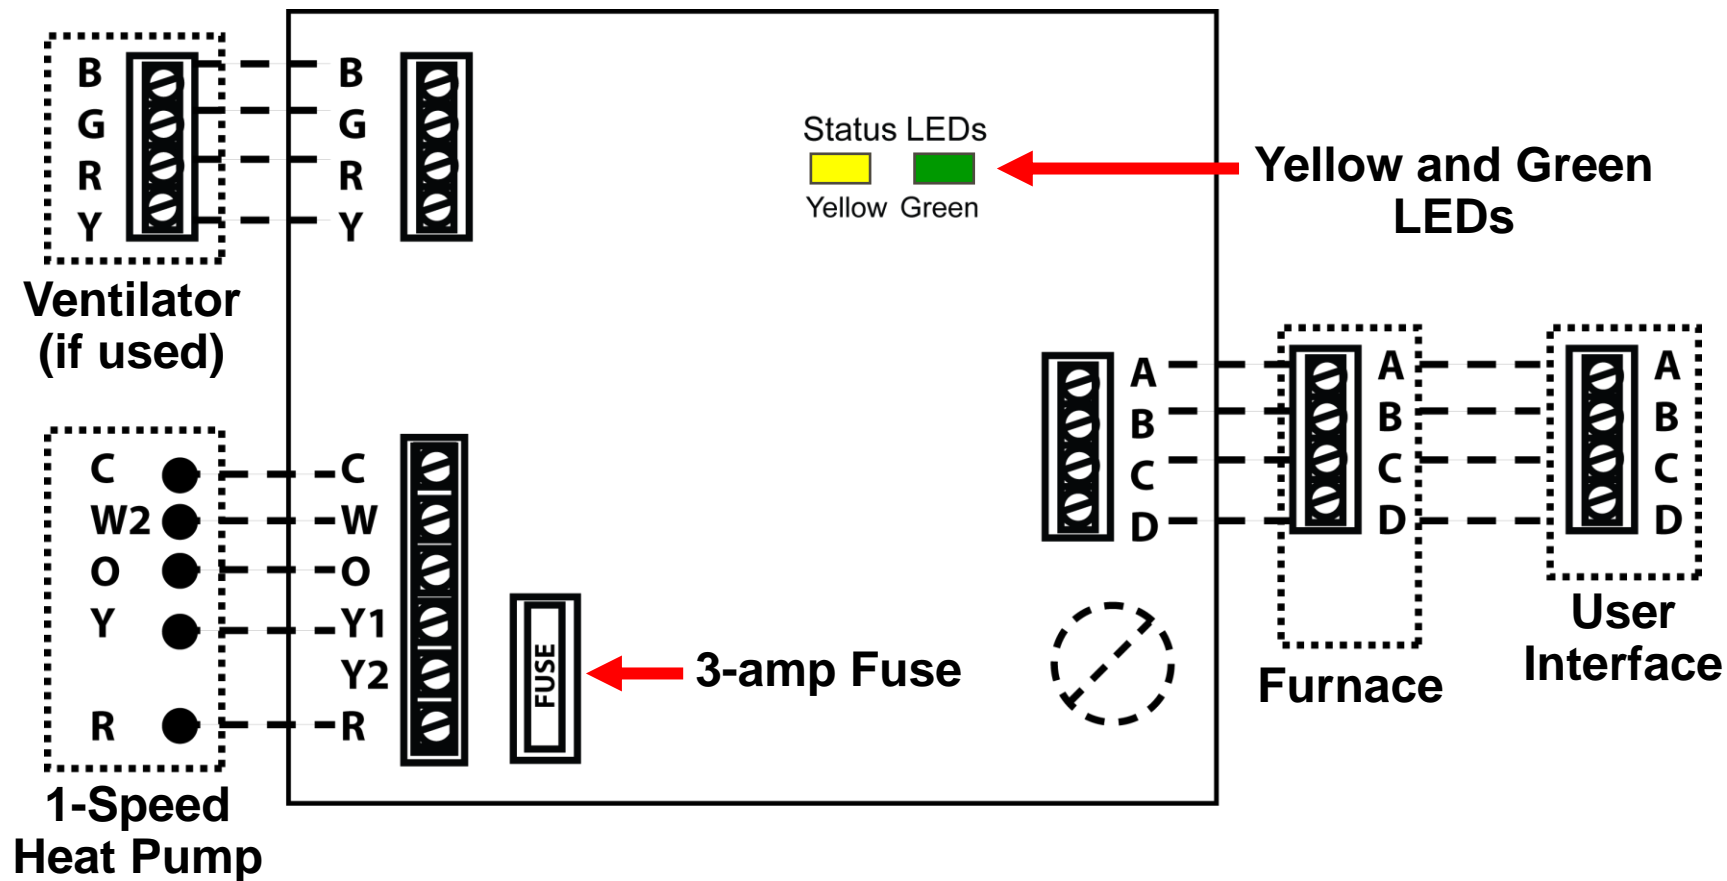 B
G
R
Y
B
G
R
Y
Ventilator
(if used)
Status LEDs
Yellow Green
Yellow and Green
LEDs
C
W2
O
Y
R
C
W
O
Y1
Y2
R
1-Speed
Heat Pump
FUSE
3-amp Fuse
A
B
C
D
A
B
C
D
Furnace
A
B
C
D
User
Interface